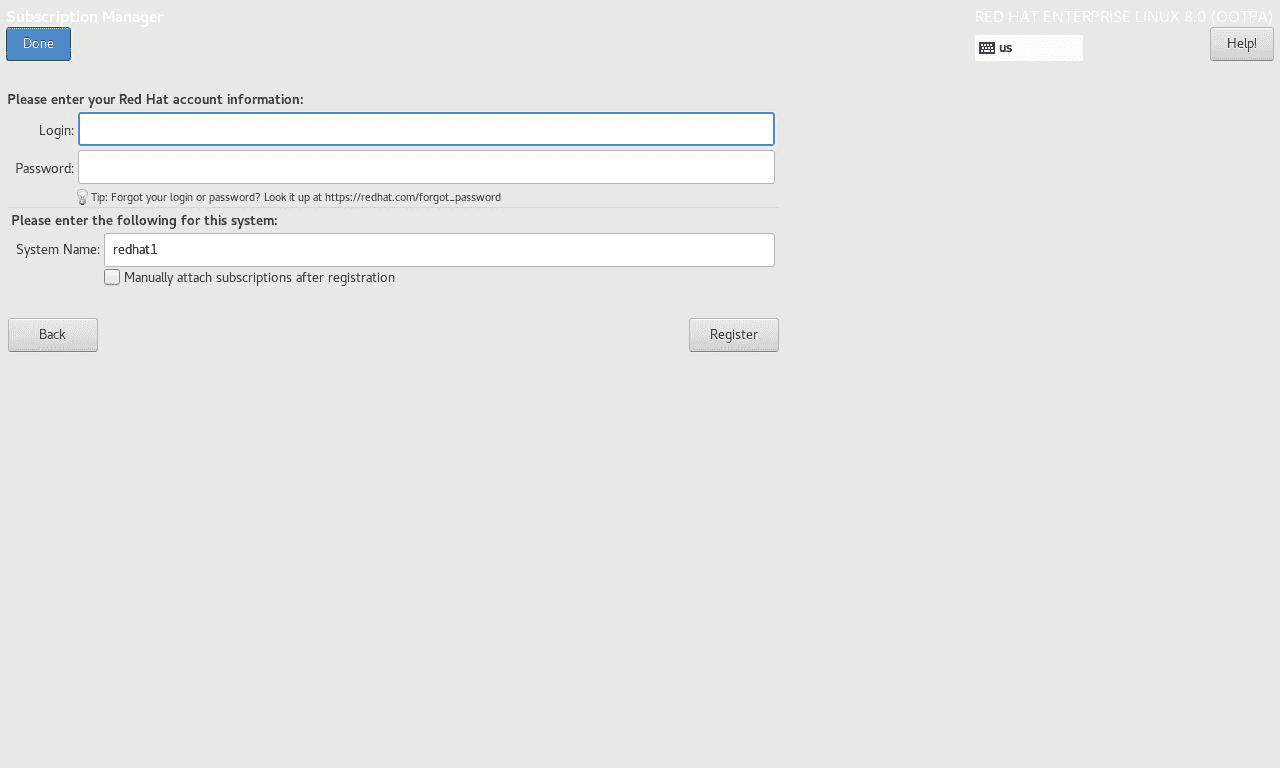 Subscription Manager
RED HAT ENTERPRISE LINUX 8.0 (OOTPA)
Done
us
Help!
Please enter your Red Hat account information:
Login:
Password:
Tip: Forgot your login or password? Look it up at https://redhat.com/forgot_password
Please enter the following for this system:
System Name: redhat1
Manually attach subscriptions after registration
Back
Register